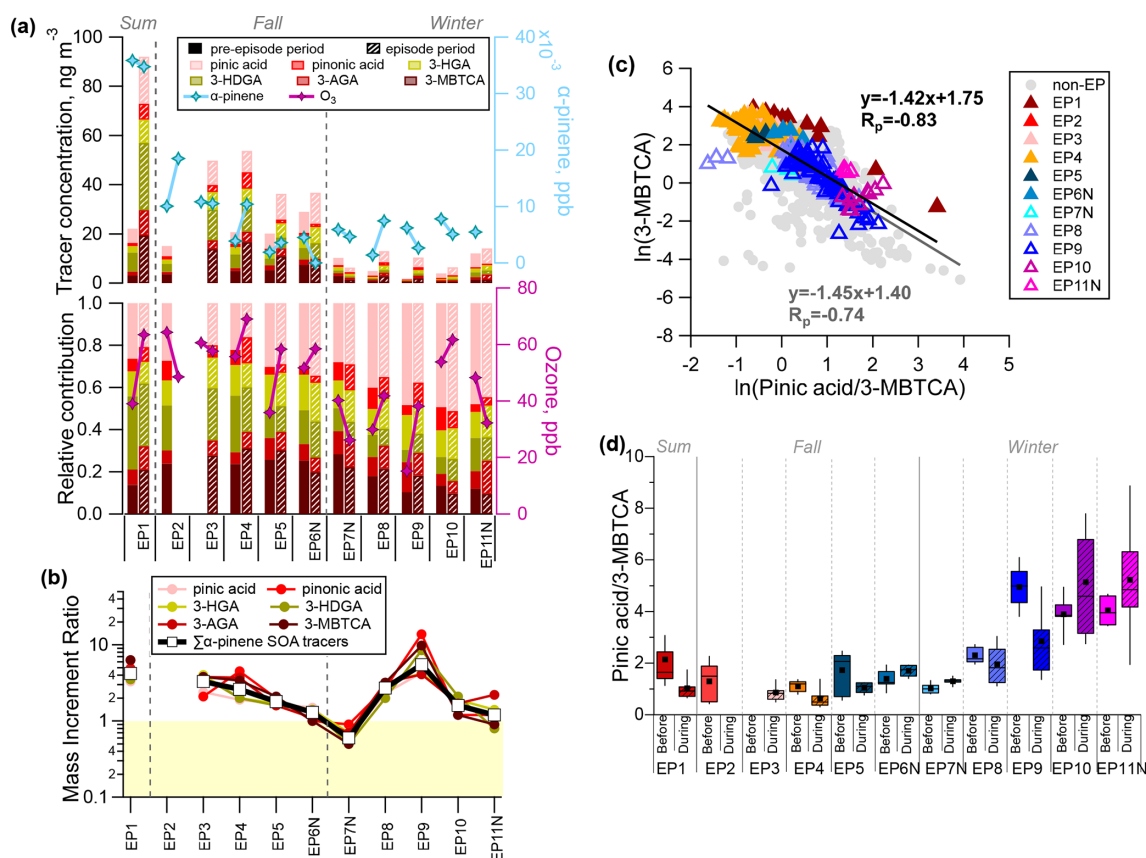 (a)
Sum
Fall
Winter
Tracer concentration, ng m-3
100
80
60
40
20
0
pre-episode period
episode period
pinic acid
pinonic acid
3-HGA
3-HDGA
3-AGA
3-MBTCA
α-pinene
O3
40
30
20
10
0
x10-3
α-pinene, ppb
Relative contribution
1.0
0.8
0.6
0.4
0.2
0.0
80
60
40
20
0
Ozone, ppb
EP1
EP2
EP3
EP4
EP5
EP6N
EP7N
EP8
EP9
EP10
EP11N
(b)
pinic acid
pinonic acid
3-HGA
3-HDGA
3-AGA
3-MBTCA
∑α-pinene SOA tracers
Mass Increment Ratio
4
2
10
4
2
1
4
2
0.1
EP1
EP2
EP3
EP4
EP5
EP6N
EP7N
EP8
EP9
EP10
EP11N
(c)
ln(3-MBTCA)
6
4
2
0
-2
-4
-6
-8
y=-1.42x+1.75
Rp=-0.83
y=-1.45x+1.40
Rp=-0.74
-2
-1
0
1
2
3
4
5
ln(Pinic acid/3-MBTCA)
non-EP
EP1
EP2
EP3
EP4
EP5
EP6N
EP7N
EP8
EP9
EP10
EP11N
(d)
Sum
Fall
Winter
Pinic acid/3-MBTCA
10
8
6
4
2
0
Before
During
Before
During
Before
During
Before
During
Before
During
Before
During
Before
During
Before
During
Before
During
Before
During
Before
During
EP1
EP2
EP3
EP4
EP5
EP6N
EP7N
EP8
EP9
EP10
EP11N